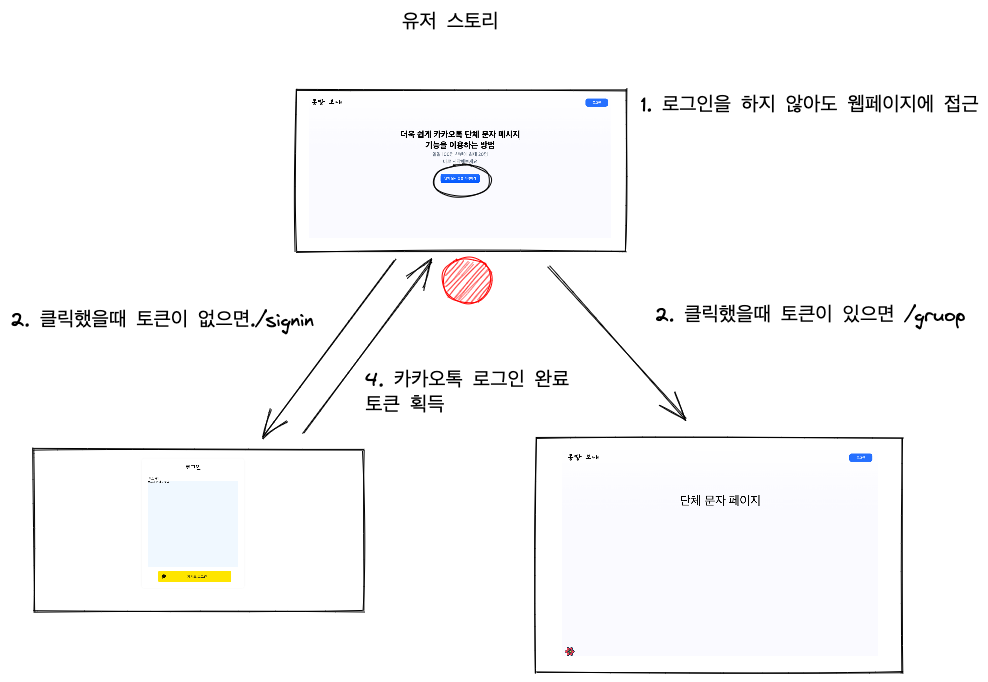 유저 스토리
1. 로그인을 하지 않아도 웹페이지에 접근
더욱 쉽게 카카오톡 단체 문자 메시지
기능을 이용하는 방법
2. 클릭했을때 토큰이 없으면./signin
2. 클릭했을때 토큰이 있으면 /gruop
4. 카카오톡 로그인 완료
토큰 획득
로그인
단체 문자 페이지